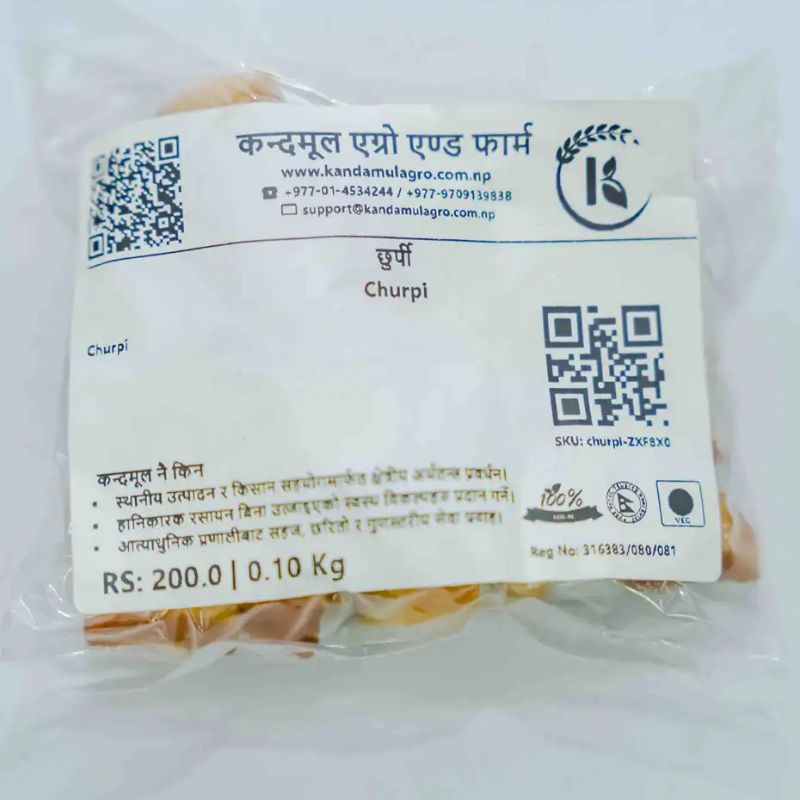 कन्दमूल एग्रो एण्ड फार्म
www.kandamulagro.com.np
+977-01-4534244 / +977-9709139838
support@kandamulagro.com.np
छुर्पी
Churpi
Churpi
SKU: churpi-ZXF8X0
कन्दमूल नै किन
• स्थानीय उत्पादन र किसान सहयोगमार्फत क्षेत्रीय अर्थतन्त्र प्रवर्धन।
• हानिकारक रसायन बिना उत्पाद‍एको स्वस्थ विकल्पहरु प्रदान गर्ने।
• आत्याधुनिक प्रणालीबाट सहज, छरितो र गुणस्तरीय सेवा प्रवाह।
100%
VEG
Reg No: 316383/080/081
RS: 200.0 | 0.10 Kg